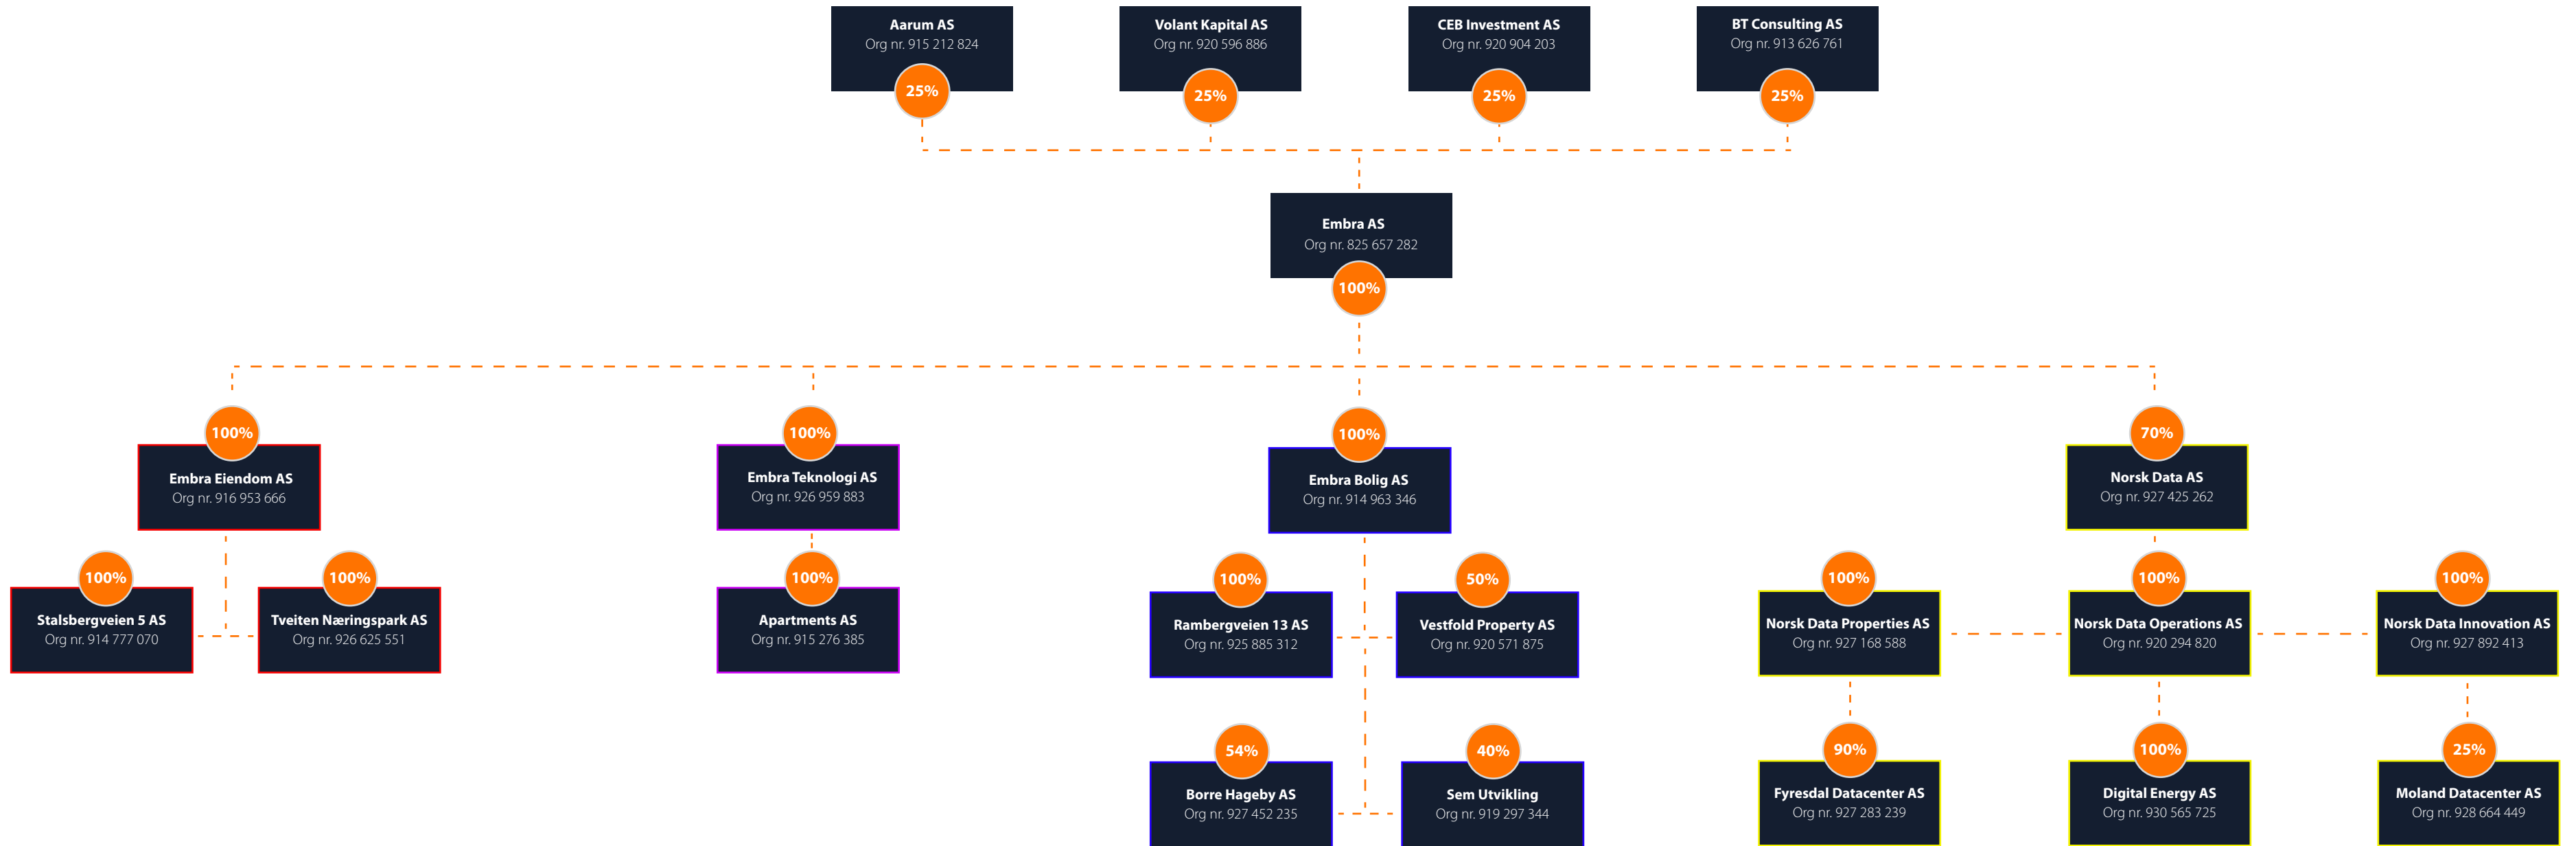 Aarum AS
Org nr. 915 212 824
25%
Volant Kapital AS
Org nr. 920 596 886
25%
CEB Investment AS
Org nr. 920 904 203
25%
BT Consulting AS
Org nr. 913 626 761
25%
Embra AS
Org nr. 825 657 282
100%
100%
Embra Eiendom AS
Org nr. 916 953 666
100%
Embra Teknologi AS
Org nr. 926 959 883
100%
Embra Bolig AS
Org nr. 914 963 346
70%
Norsk Data AS
Org nr. 927 425 262
100%
Stalsbergveien 5 AS
Org nr. 914 777 070
100%
Tveiten Næringspark AS
Org nr. 926 625 551
100%
Apartments AS
Org nr. 915 276 385
100%
Rambergveien 13 AS
Org nr. 925 885 312
50%
Vestfold Property AS
Org nr. 920 571 875
100%
Norsk Data Properties AS
Org nr. 927 168 588
100%
Norsk Data Operations AS
Org nr. 920 294 820
100%
Norsk Data Innovation AS
Org nr. 927 892 413
54%
Borre Hageby AS
Org nr. 927 452 235
40%
Sem Utvikling
Org nr. 919 297 344
90%
Fyresdal Datacenter AS
Org nr. 927 283 239
100%
Digital Energy AS
Org nr. 930 565 725
25%
Moland Datacenter AS
Org nr. 928 664 449